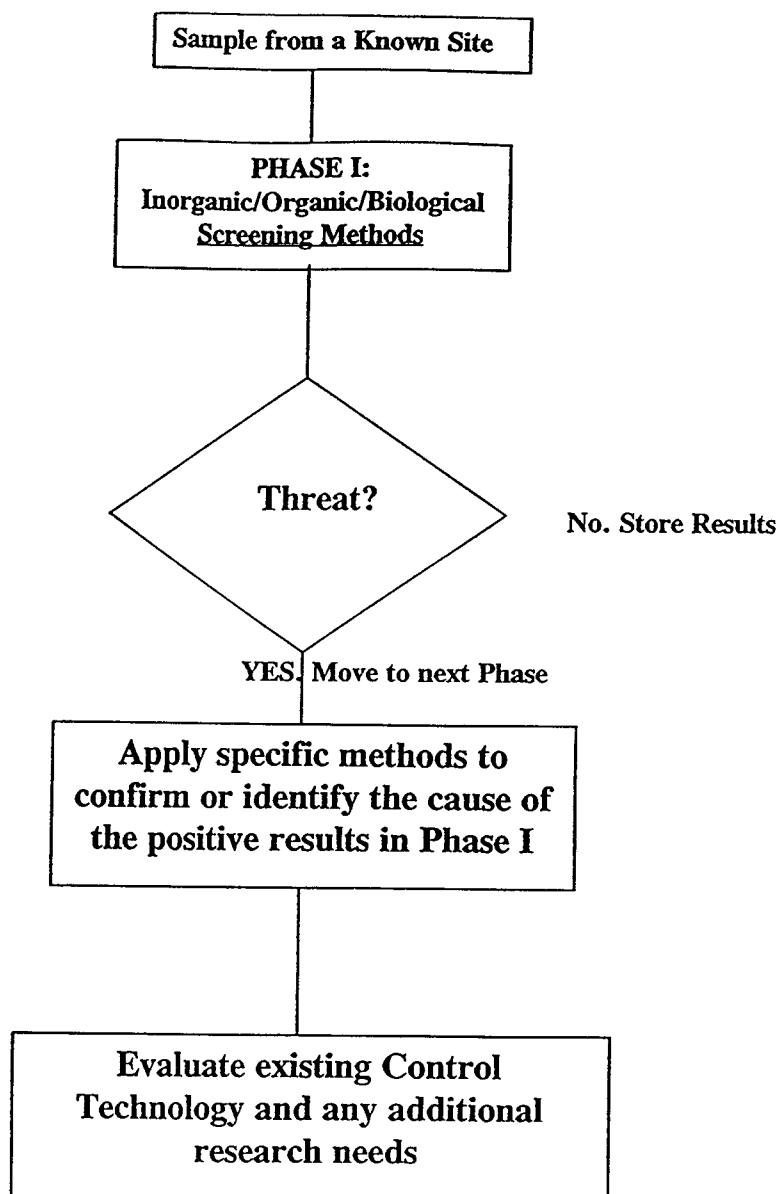 Sample from a Known Site
PHASE I:
Inorganic/Organic/Biological
Screening Methods
Threat?
No. Store Results
YES. Move to next Phase
Apply specific methods to
confirm or identify the cause of
the positive results in Phase I
Evaluate existing Control
Technology and any additional
research needs